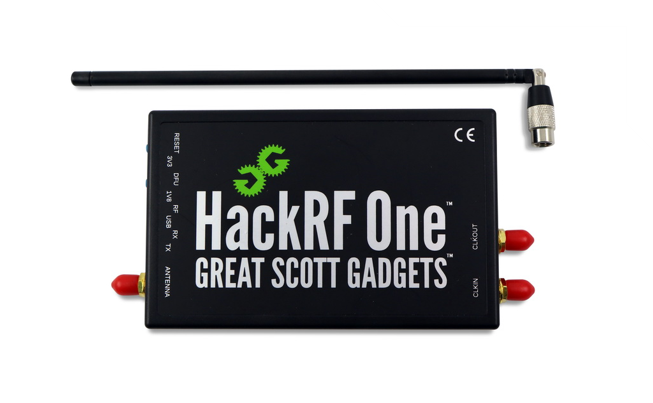 CE
RESET
3V3
DFU
1V8
RF
USB
RX
TX
ANTENNA
HackRF One™
GREAT SCOTT GADGETS™
CLKOUT
CLKIN